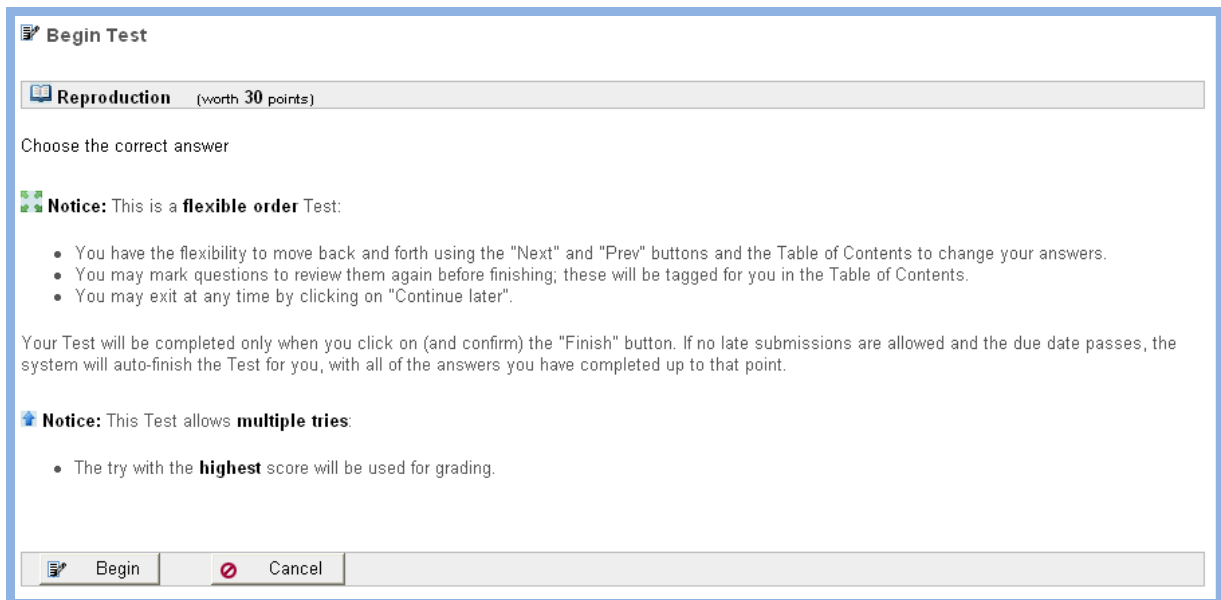 Begin Test
Reproduction (worth 30 points)
Choose the correct answer
Notice: This is a flexible order Test:
• You have the flexibility to move back and forth using the "Next" and "Prev" buttons and the Table of Contents to change your answers.
• You may mark questions to review them again before finishing; these will be tagged for you in the Table of Contents.
• You may exit at any time by clicking on "Continue later".
Your Test will be completed only when you click on (and confirm) the "Finish" button. If no late submissions are allowed and the due date passes, the
system will auto-finish the Test for you, with all of the answers you have completed up to that point.
Notice: This Test allows multiple tries:
• The try with the highest score will be used for grading.
Begin Cancel